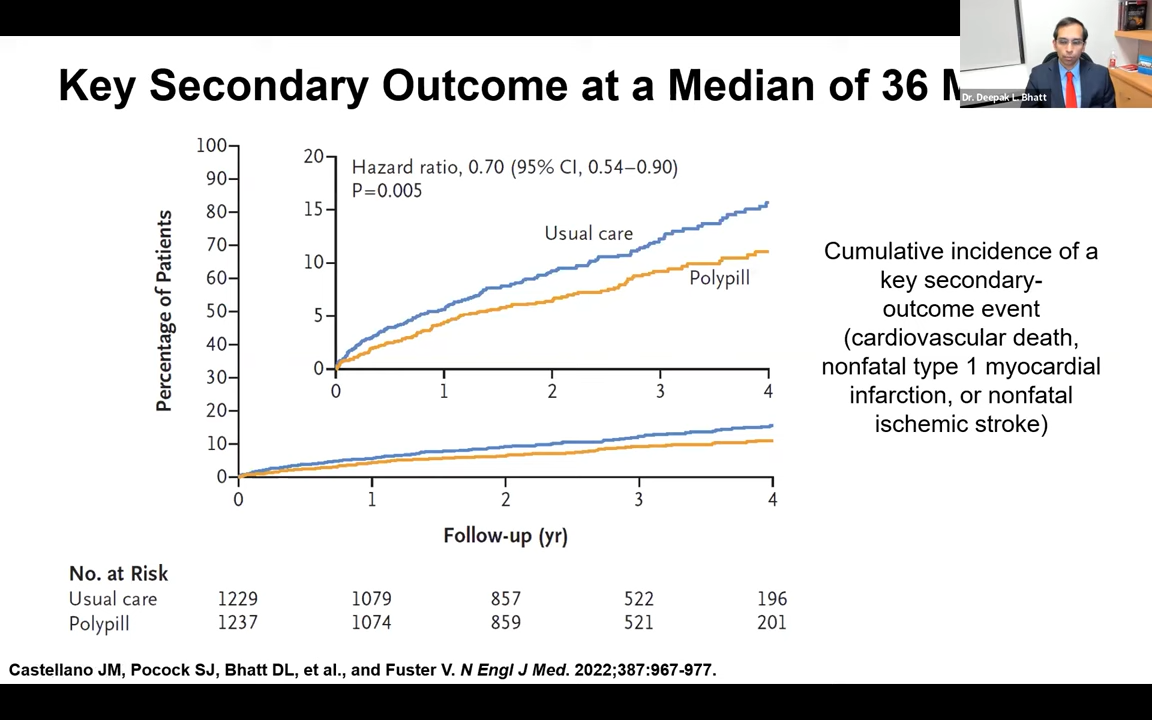 Key Secondary Outcome at a Median of 36
Dr. Deepak L. Bhatt
Percentage of Patients
100
90
80
70
60
50
40
30
20
10
0
20
15
10
5
0
Hazard ratio, 0.70 (95% CI, 0.54–0.90)
P=0.005
Usual care
Polypill
0 1 2 3 4
0 1 2 3 4
Follow-up (yr)
Cumulative incidence of a
key secondary-
outcome event
(cardiovascular death,
nonfatal type 1 myocardial
infarction, or nonfatal
ischemic stroke)
No. at Risk
Usual care 1229 1079 857 522 196
Polypill 1237 1074 859 521 201
Castellano JM, Pocock SJ, Bhatt DL, et al., and Fuster V. N Engl J Med. 2022;387:967-977.